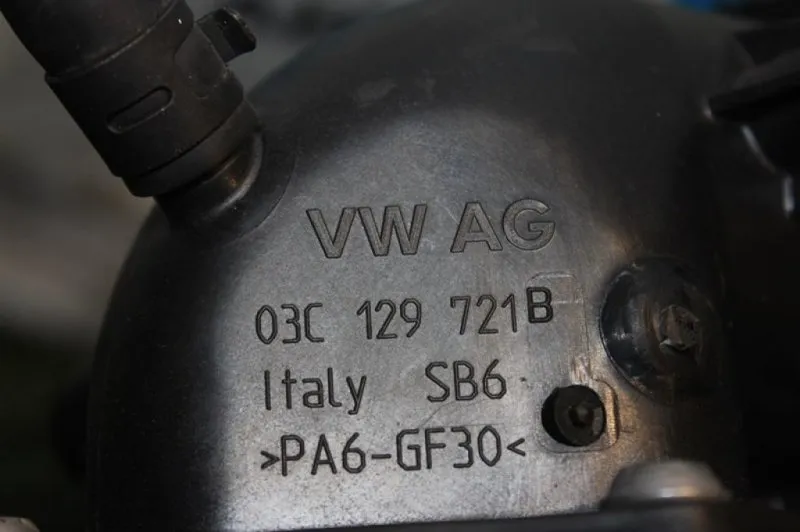 VW AG
03C 129 721B
Italy SB6
>PA6-GF30<